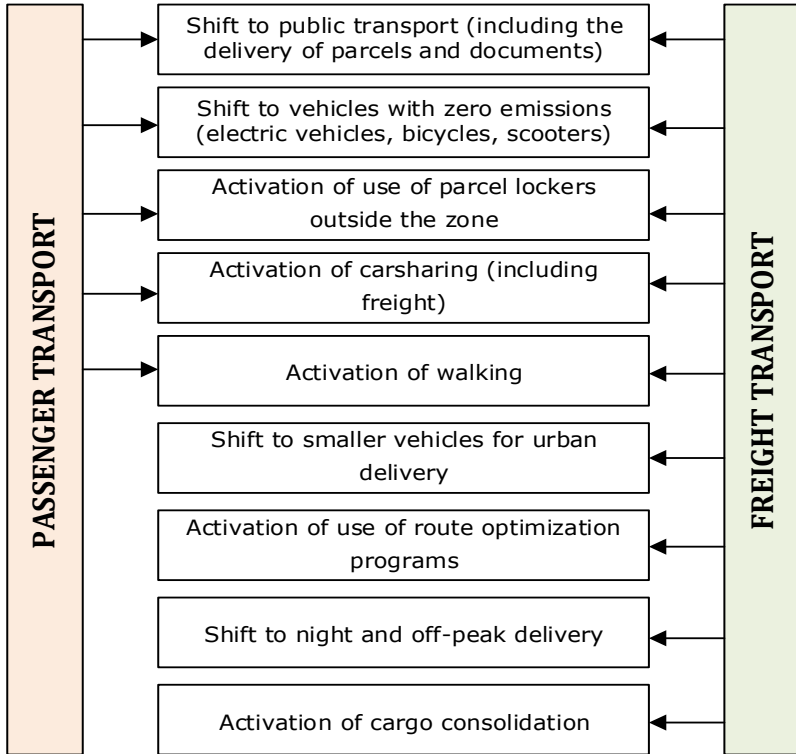 PASSENGER TRANSPORT
Shift to public transport (including the
delivery of parcels and documents)
Shift to vehicles with zero emissions
(electric vehicles, bicycles, scooters)
Activation of use of parcel lockers
outside the zone
Activation of carsharing (including
freight)
Activation of walking
Shift to smaller vehicles for urban
delivery
Activation of use of route optimization
programs
Shift to night and off-peak delivery
Activation of cargo consolidation
FREIGHT TRANSPORT